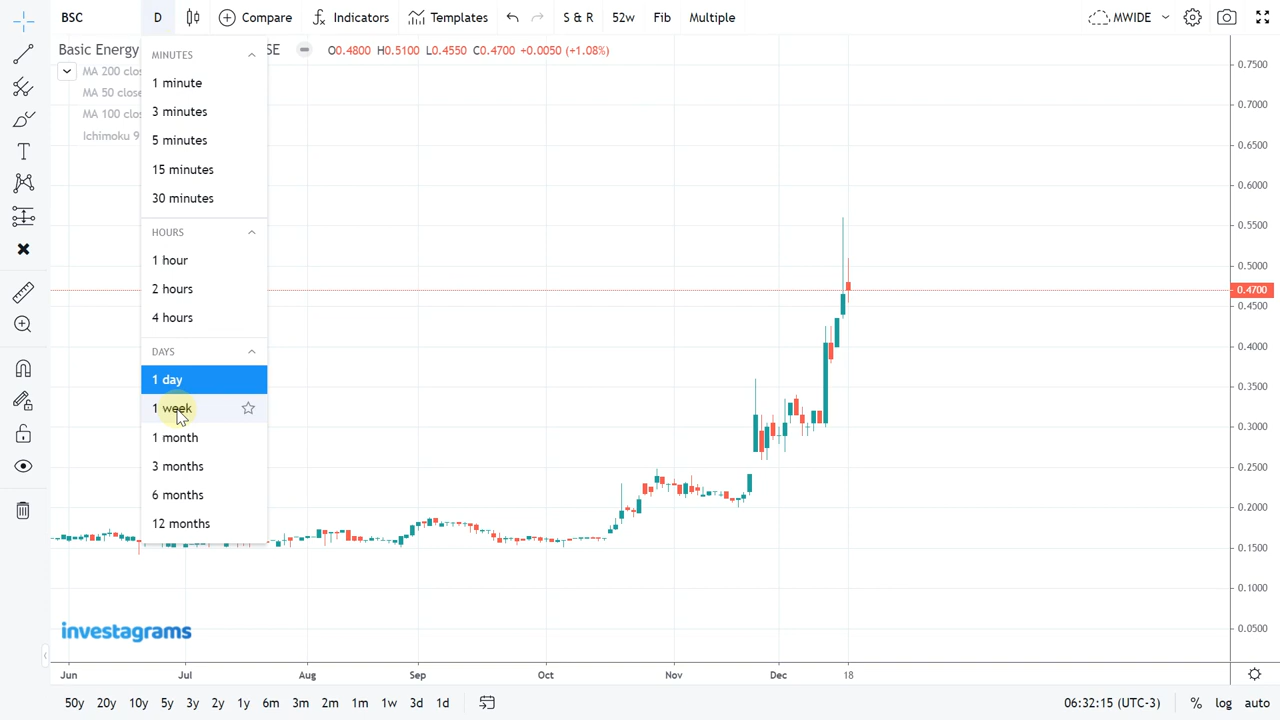 BSC D Compare Indicators Templates S & R 52w Fib Multiple MWIDE
Basic Energy SE O0.4800 H0.5100 L0.4550 C0.4700 +0.0050 (+1.08%)
MA 200 clos
MA 50 close
MA 100 clos
Ichimoku 9
MINUTES
1 minute
3 minutes
5 minutes
15 minutes
30 minutes
HOURS
1 hour
2 hours
4 hours
DAYS
1 day
1 week
1 month
3 months
6 months
12 months
0.7500
0.7000
0.6500
0.6000
0.5500
0.5000
0.4700
0.4500
0.4000
0.3500
0.3000
0.2500
0.2000
0.1500
0.1000
0.0500
investagrams
Jun Jul Aug Sep Oct Nov Dec 18
50y 20y 10y 5y 3y 2y 1y 6m 3m 2m 1m 1w 3d 1d 06:32:15 (UTC-3) % log auto